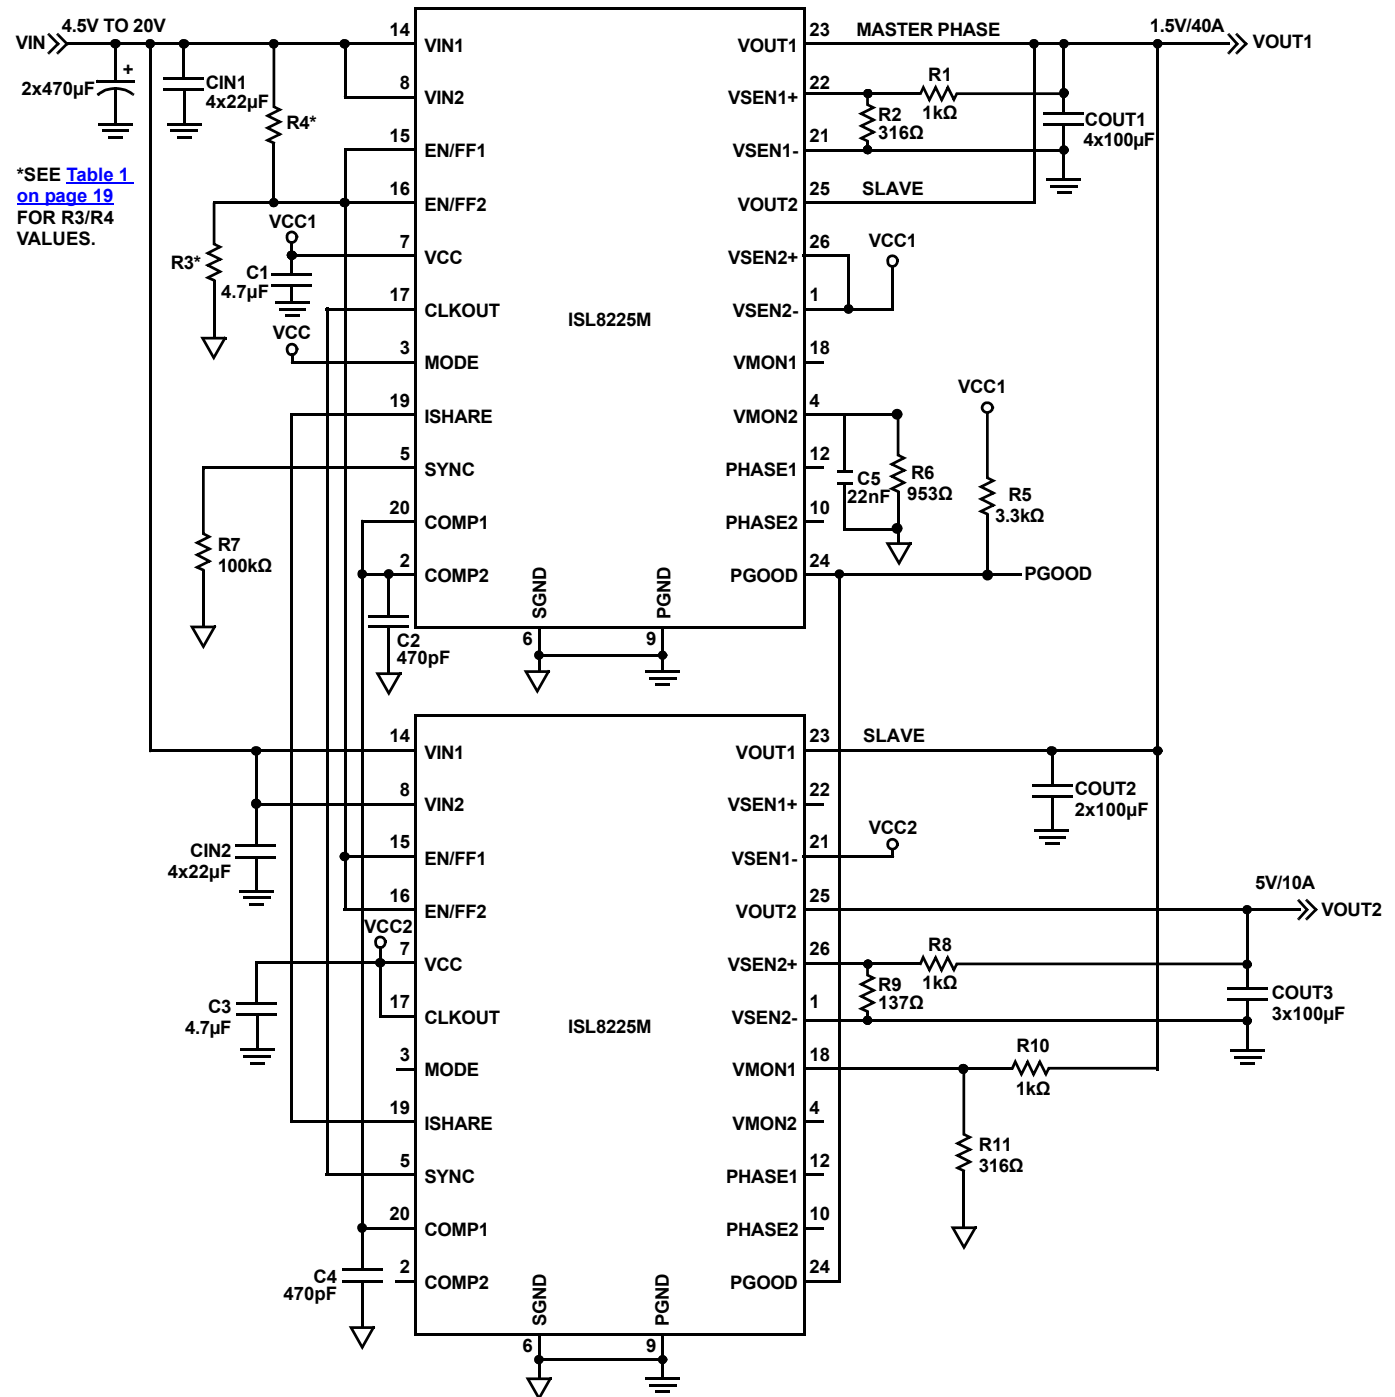 VIN
4.5V TO 20V
2x470µF
+
CIN1
4x22µF
R4*
*SEE Table 1
on page 19
FOR R3/R4
VALUES.
R3*
VCC1
C1
4.7µF
VCC
R7
100kΩ
C2
470pF
14
VIN1
8
VIN2
15
EN/FF1
16
EN/FF2
7
VCC
17
CLKOUT
3
MODE
19
ISHARE
5
SYNC
20
COMP1
2
COMP2
ISL8225M
SGND
6
PGND
9
VOUT1
23
MASTER PHASE
1.5V/40A
VOUT1
VSEN1+
22
R1
1kΩ
R2
316Ω
COUT1
4x100µF
VSEN1-
21
VOUT2
25
SLAVE
VSEN2+
26
VCC1
VSEN2-
1
VMON1
18
VMON2
4
VCC1
PHASE1
12
C5
22nF
R6
953Ω
R5
3.3kΩ
PHASE2
10
PGOOD
24
PGOOD
14
VIN1
8
VIN2
CIN2
4x22µF
15
EN/FF1
16
EN/FF2
VCC2
7
VCC
C3
4.7µF
17
CLKOUT
3
MODE
19
ISHARE
5
SYNC
20
COMP1
C4
470pF
2
COMP2
ISL8225M
SGND
6
PGND
9
VOUT1
23
SLAVE
COUT2
2x100µF
VSEN1+
22
VSEN1-
21
VCC2
VOUT2
25
5V/10A
VOUT2
VSEN2+
26
R8
1kΩ
R9
137Ω
COUT3
3x100µF
VSEN2-
1
VMON1
18
R10
1kΩ
VMON2
4
R11
316Ω
PHASE1
12
PHASE2
10
PGOOD
24